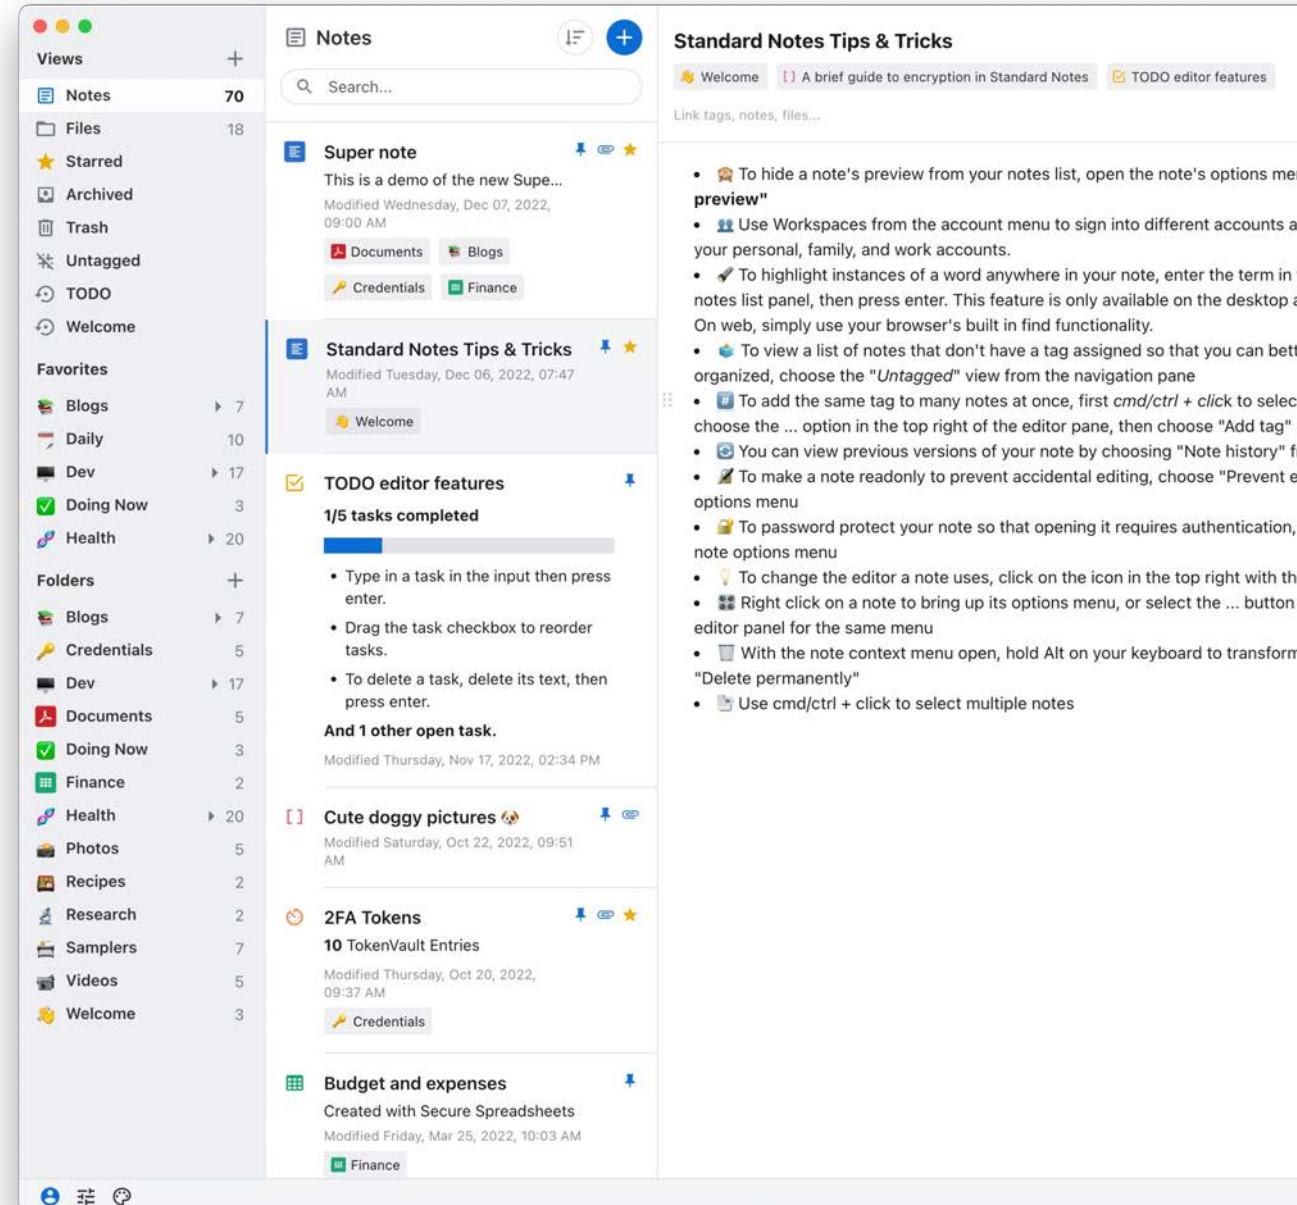 Views
Notes 70
Files 18
Starred
Archived
Trash
Untagged
TODO
Welcome
Favorites
Blogs 7
Daily 10
Dev 17
Doing Now 3
Health 20
Folders
Blogs 7
Credentials 5
Dev 17
Documents 5
Doing Now 3
Finance 2
Health 20
Photos 5
Recipes 2
Research 2
Samplers 7
Videos 5
Welcome 3
Notes
Search...
Super note
This is a demo of the new Supe...
Modified Wednesday, Dec 07, 2022,
09:00 AM
Documents Blogs
Credentials Finance
Standard Notes Tips & Tricks
Modified Tuesday, Dec 06, 2022, 07:47
AM
Welcome
TODO editor features
1/5 tasks completed
• Type in a task in the input then press
enter.
• Drag the task checkbox to reorder
tasks.
• To delete a task, delete its text, then
press enter.
And 1 other open task.
Modified Thursday, Nov 17, 2022, 02:34 PM
Cute doggy pictures
Modified Saturday, Oct 22, 2022, 09:51
AM
2FA Tokens
10 TokenVault Entries
Modified Thursday, Oct 20, 2022,
09:37 AM
Credentials
Budget and expenses
Created with Secure Spreadsheets
Modified Friday, Mar 25, 2022, 10:03 AM
Finance
Standard Notes Tips & Tricks
Welcome [] A brief guide to encryption in Standard Notes TODO editor features
Link tags, notes, files...
• To hide a note's preview from your notes list, open the note's options
preview"
• Use Workspaces from the account menu to sign into different accounts
your personal, family, and work accounts.
• To highlight instances of a word anywhere in your note, enter the term in
notes list panel, then press enter. This feature is only available on the desktop
On web, simply use your browser's built in find functionality.
• To view a list of notes that don't have a tag assigned so that you can
organized, choose the "Untagged" view from the navigation pane
• To add the same tag to many notes at once, first cmd/ctrl + click to
choose the ... option in the top right of the editor pane, then choose "Add tag"
• You can view previous versions of your note by choosing "Note history"
• To make a note readonly to prevent accidental editing, choose "Prevent
options menu
• To password protect your note so that opening it requires authentication,
note options menu
• To change the editor a note uses, click on the icon in the top right with
• Right click on a note to bring up its options menu, or select the ... button
editor panel for the same menu
• With the note context menu open, hold Alt on your keyboard to
"Delete permanently"
• Use cmd/ctrl + click to select multiple notes